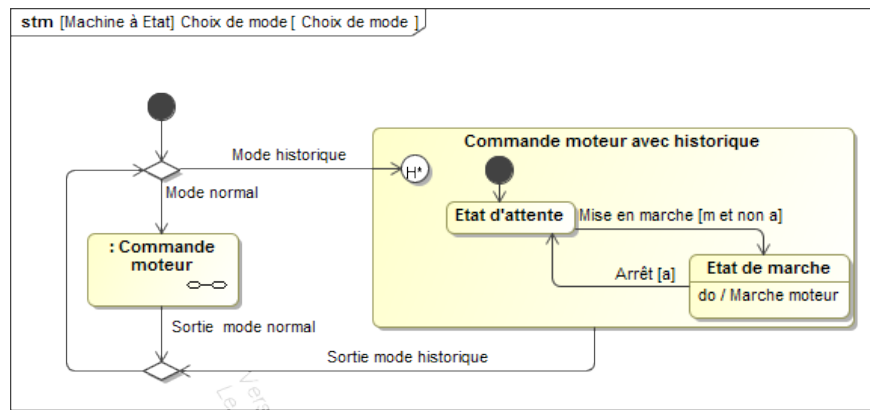 stm [Machine à Etat] Choix de mode [ Choix de mode ]
Commande moteur avec historique
Mode historique
H*
Mode normal
Etat d'attente
Mise en marche [m et non a]
: Commande
moteur
Etat de marche
Arrêt [a]
do / Marche moteur
Sortie mode normal
Sortie mode historique
Vers
Le